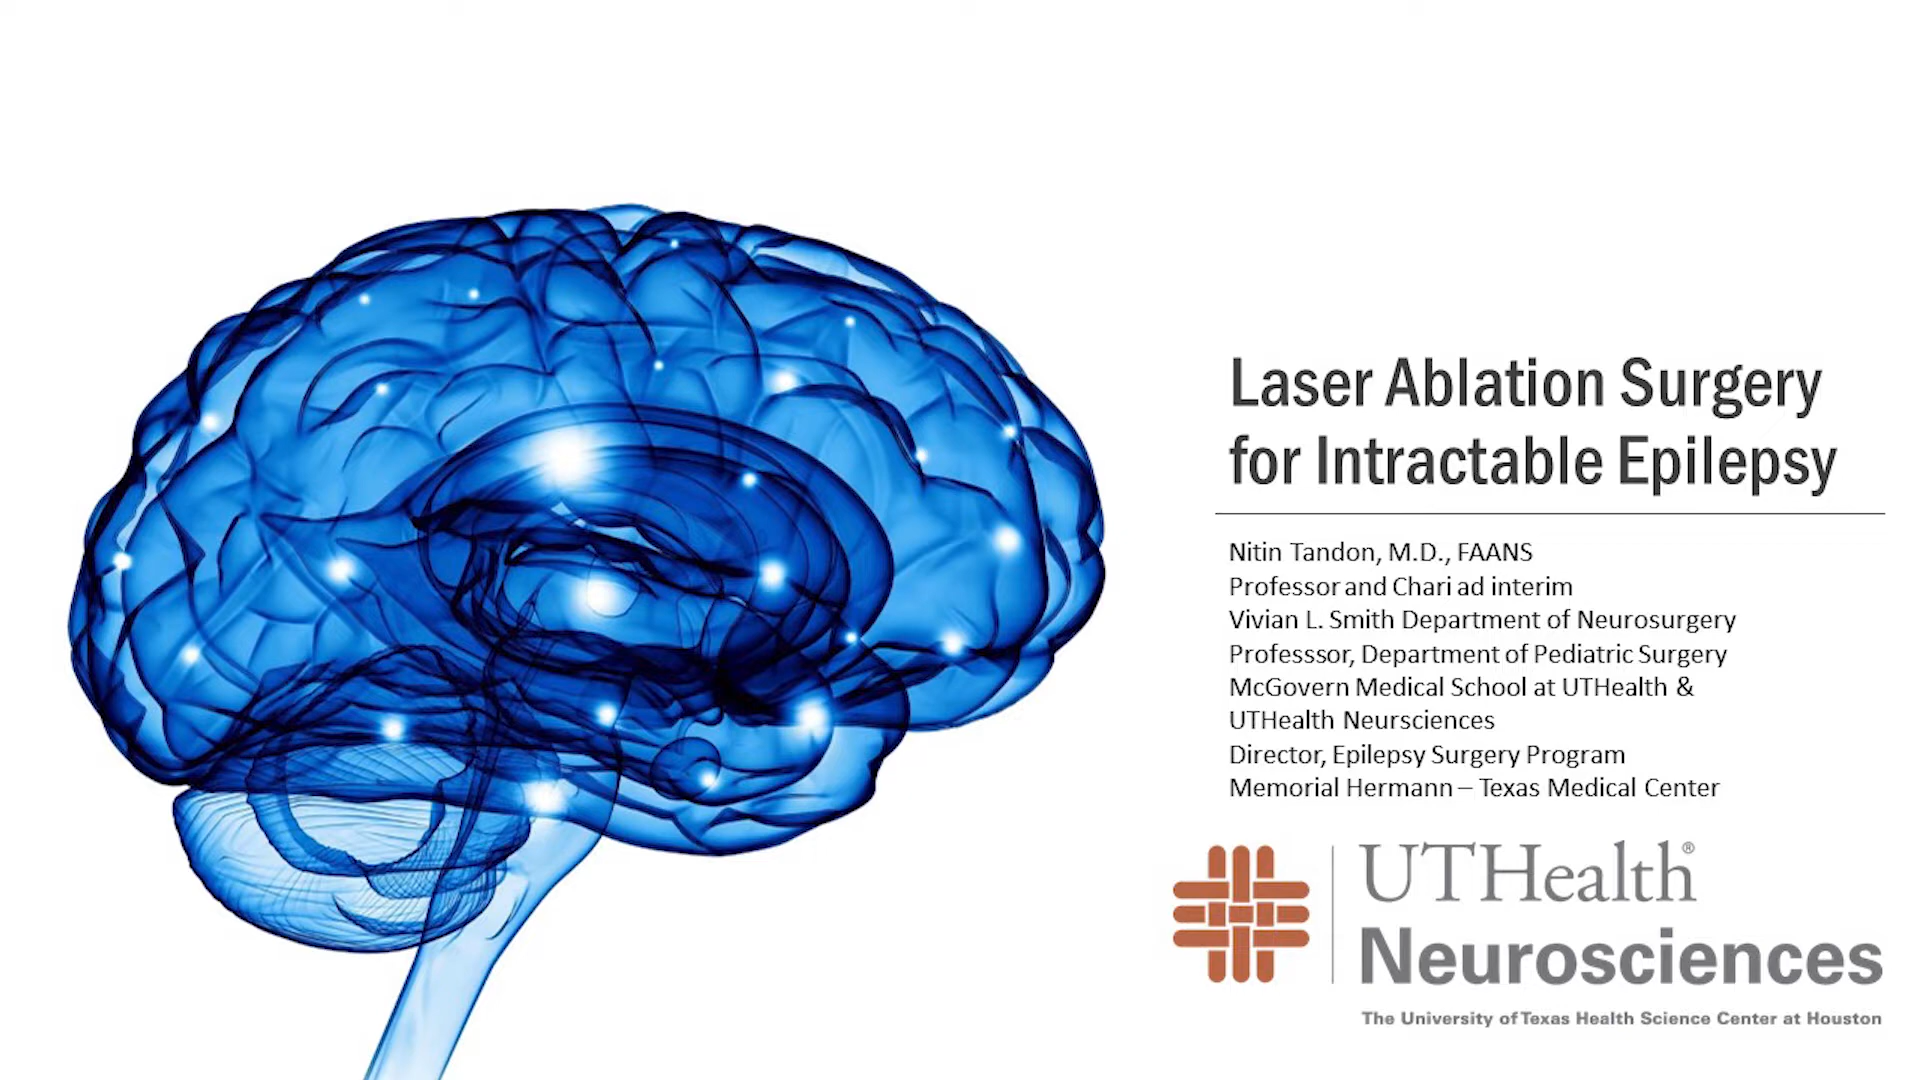 Laser Ablation Surgery
for Intractable Epilepsy
Nitin Tandon, M.D., FAANS
Professor and Chari ad interim
Vivian L. Smith Department of Neurosurgery
Professsor, Department of Pediatric Surgery
McGovern Medical School at UTHealth &
UTHealth Neursciences
Director, Epilepsy Surgery Program
Memorial Hermann – Texas Medical Center
UTHealth®
Neurosciences
The University of Texas Health Science Center at Houston